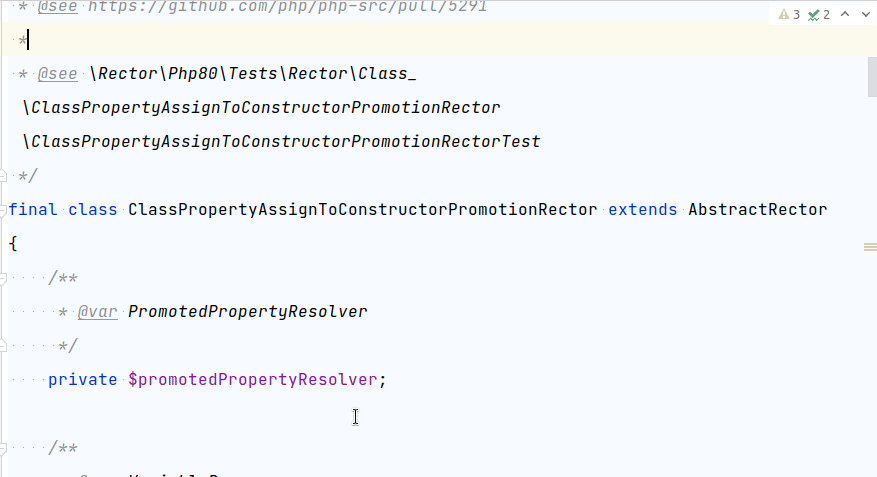 * @see https://github.com/php/php-src/pull/5291
3 2
*
* @see \Rector\Php80\Tests\Rector\Class_
\ClassPropertyAssignToConstructorPromotionRector
\ClassPropertyAssignToConstructorPromotionRectorTest
*/
final class ClassPropertyAssignToConstructorPromotionRector extends AbstractRector
{
/**
* @var PromotedPropertyResolver
*/
private $promotedPropertyResolver;
/**